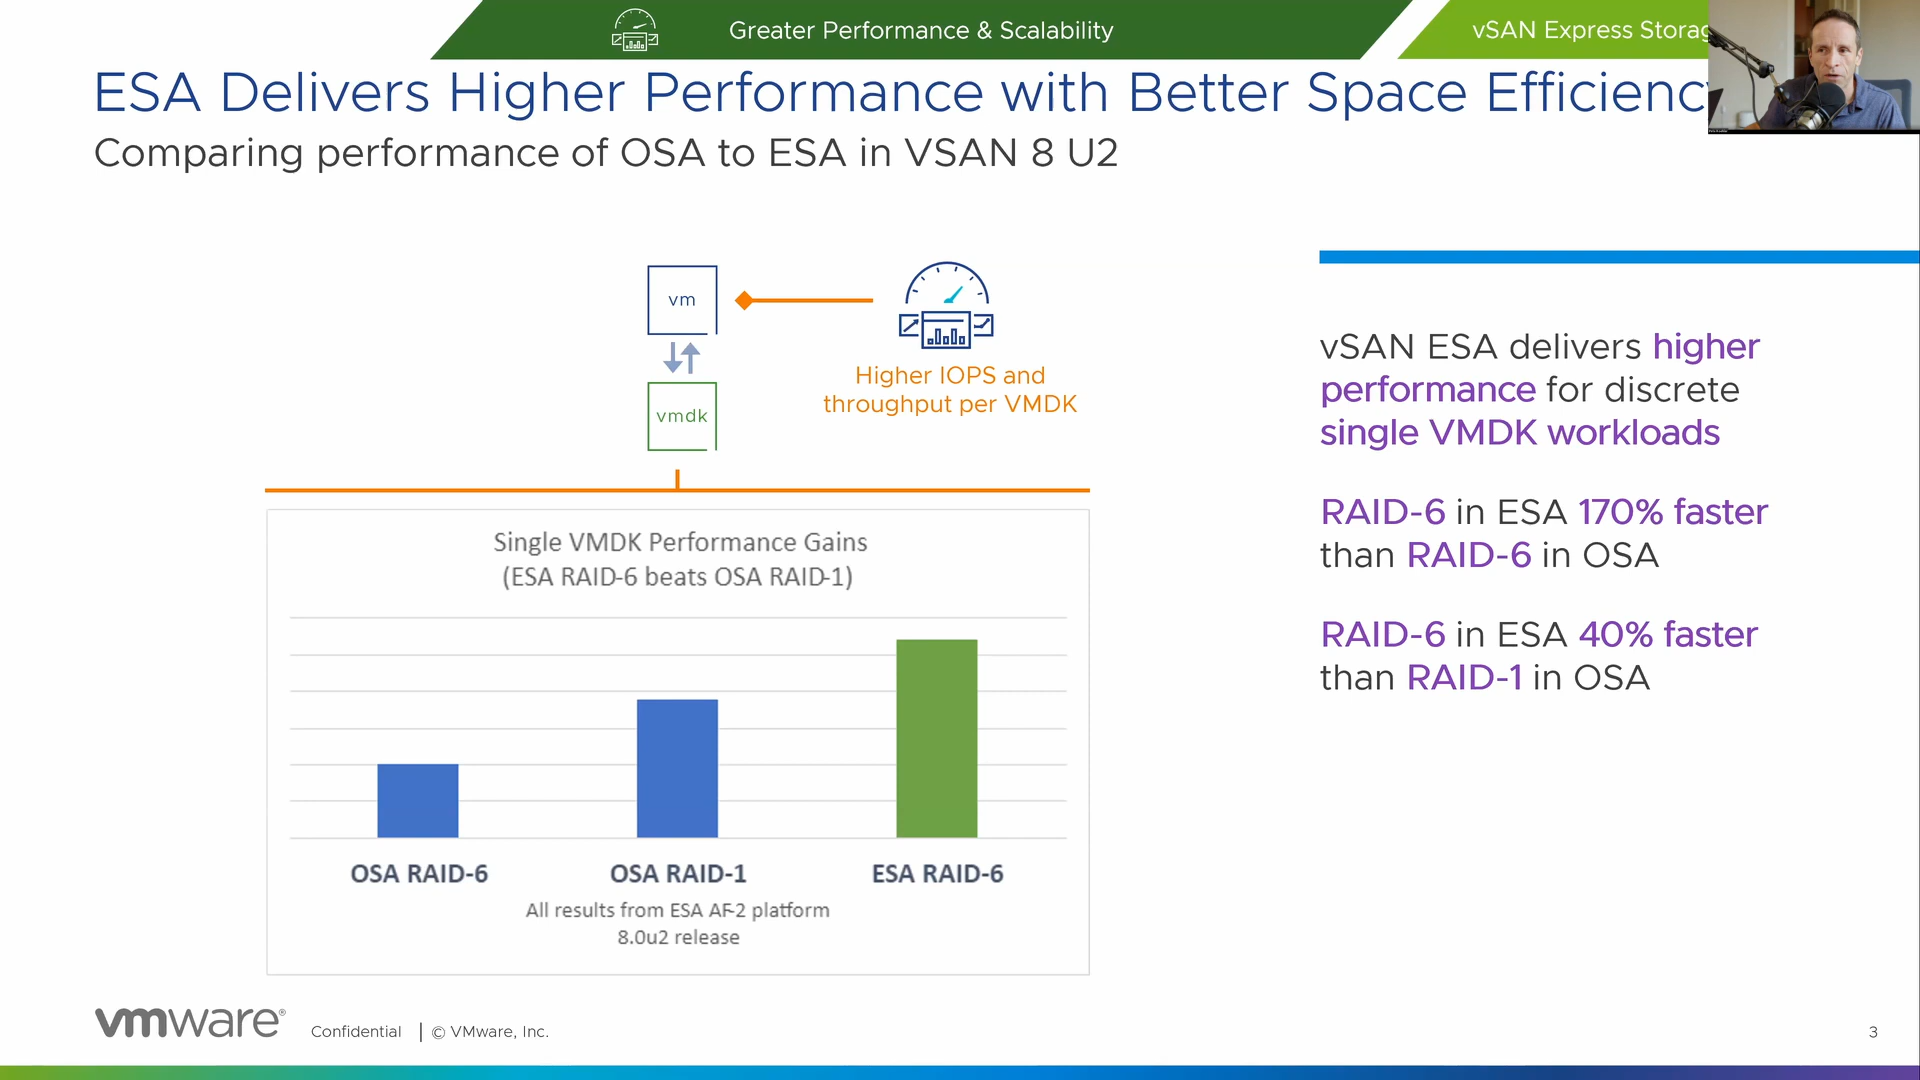 Greater Performance & Scalability
vSAN Express Storag
ESA Delivers Higher Performance with Better Space Efficienc
Comparing performance of OSA to ESA in VSAN 8 U2
vm
vmdk
Higher IOPS and
throughput per VMDK
Single VMDK Performance Gains
(ESA RAID-6 beats OSA RAID-1)
OSA RAID-6
OSA RAID-1
ESA RAID-6
All results from ESA AF-2 platform
8.0u2 release
vSAN ESA delivers higher
performance for discrete
single VMDK workloads
RAID-6 in ESA 170% faster
than RAID-6 in OSA
RAID-6 in ESA 40% faster
than RAID-1 in OSA
vmware®
Confidential | © VMware, Inc.
3